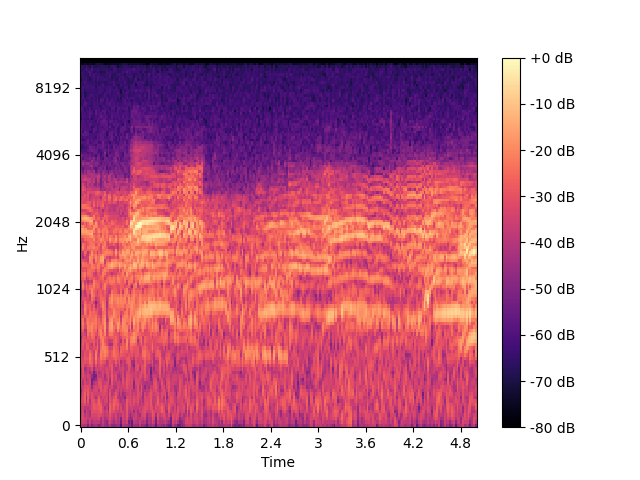 +0 dB
8192
-10 dB
4096
-20 dB
-30 dB
2048
Hz
-40 dB
1024
-50 dB
512
-60 dB
-70 dB
0
-80 dB
0 0.6 1.2 1.8 2.4 3 3.6 4.2 4.8
Time